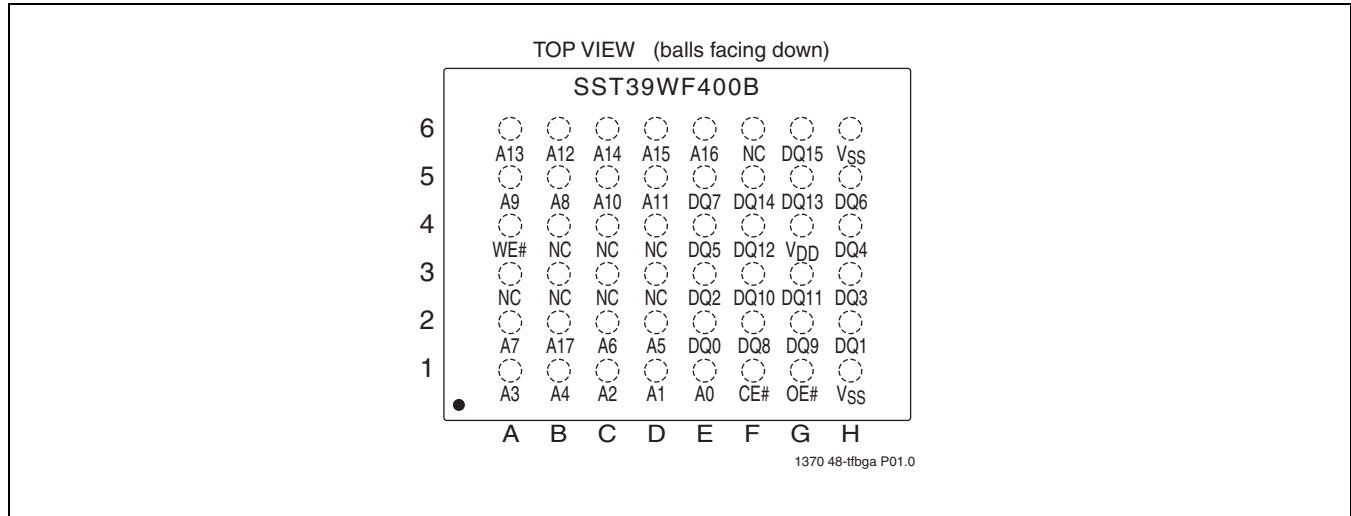 TOP VIEW (balls facing down)
SST39WF400B
6
A13 A12 A14 A15 A16 NC DQ15 VSS
5
A9 A8 A10 A11 DQ7 DQ14 DQ13 DQ6
4
WE# NC NC NC DQ5 DQ12 VDD DQ4
3
NC NC NC NC DQ2 DQ10 DQ11 DQ3
2
A7 A17 A6 A5 DQ0 DQ8 DQ9 DQ1
1
A3 A4 A2 A1 A0 CE# OE# VSS
A B C D E F G H
1370 48-tfbga P01.0